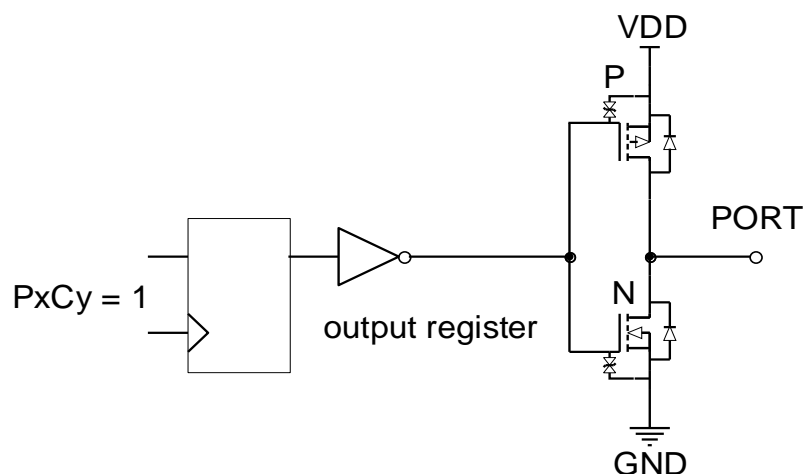 VDD
P
PORT
PxCy = 1
N
output register
GND